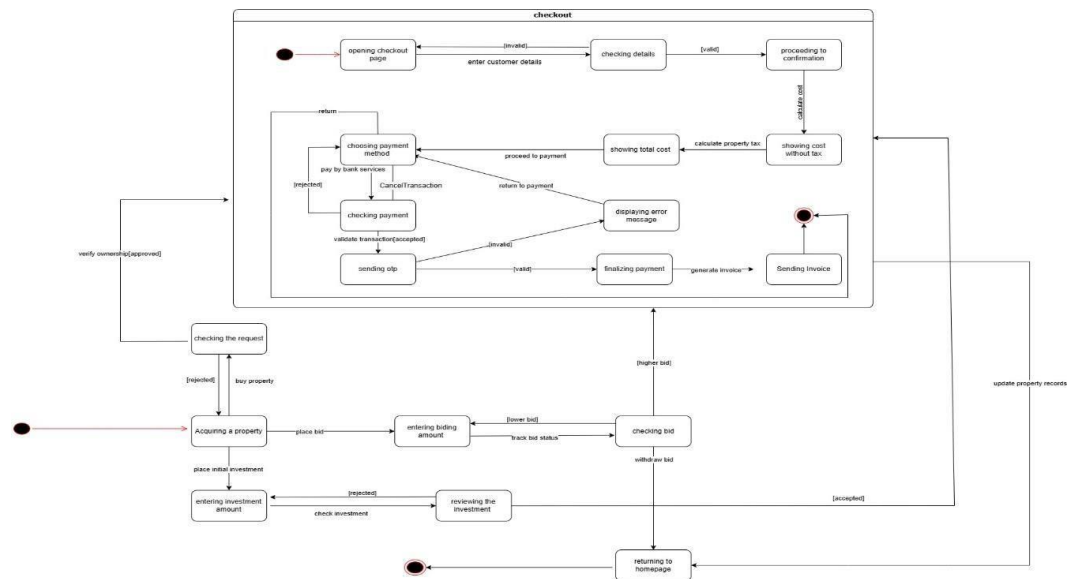 checkout
opening checkout
page
[invalid]
enter customer details
checking details
[valid]
proceeding to
confirmation
calculate cost
return
choosing payment
method
proceed to payment
showing total cost
calculate property tax
showing cost
without tax
pay by bank services
[rejected]
CancelTransaction
return to payment
checking payment
displaying error
message
validate transaction[accepted]
[invalid]
verify ownership[approved]
sending otp
[valid]
finalizing payment
generate invoice
Sending Invoice
checking the request
[rejected]
buy property
[higher bid]
update property records
Acquiring a property
place bid
entering biding
amount
[lower bid]
track bid status
checking bid
withdraw bid
place initial investment
entering investment
amount
[rejected]
check investment
reviewing the
investment
[accepted]
returning to
homepage